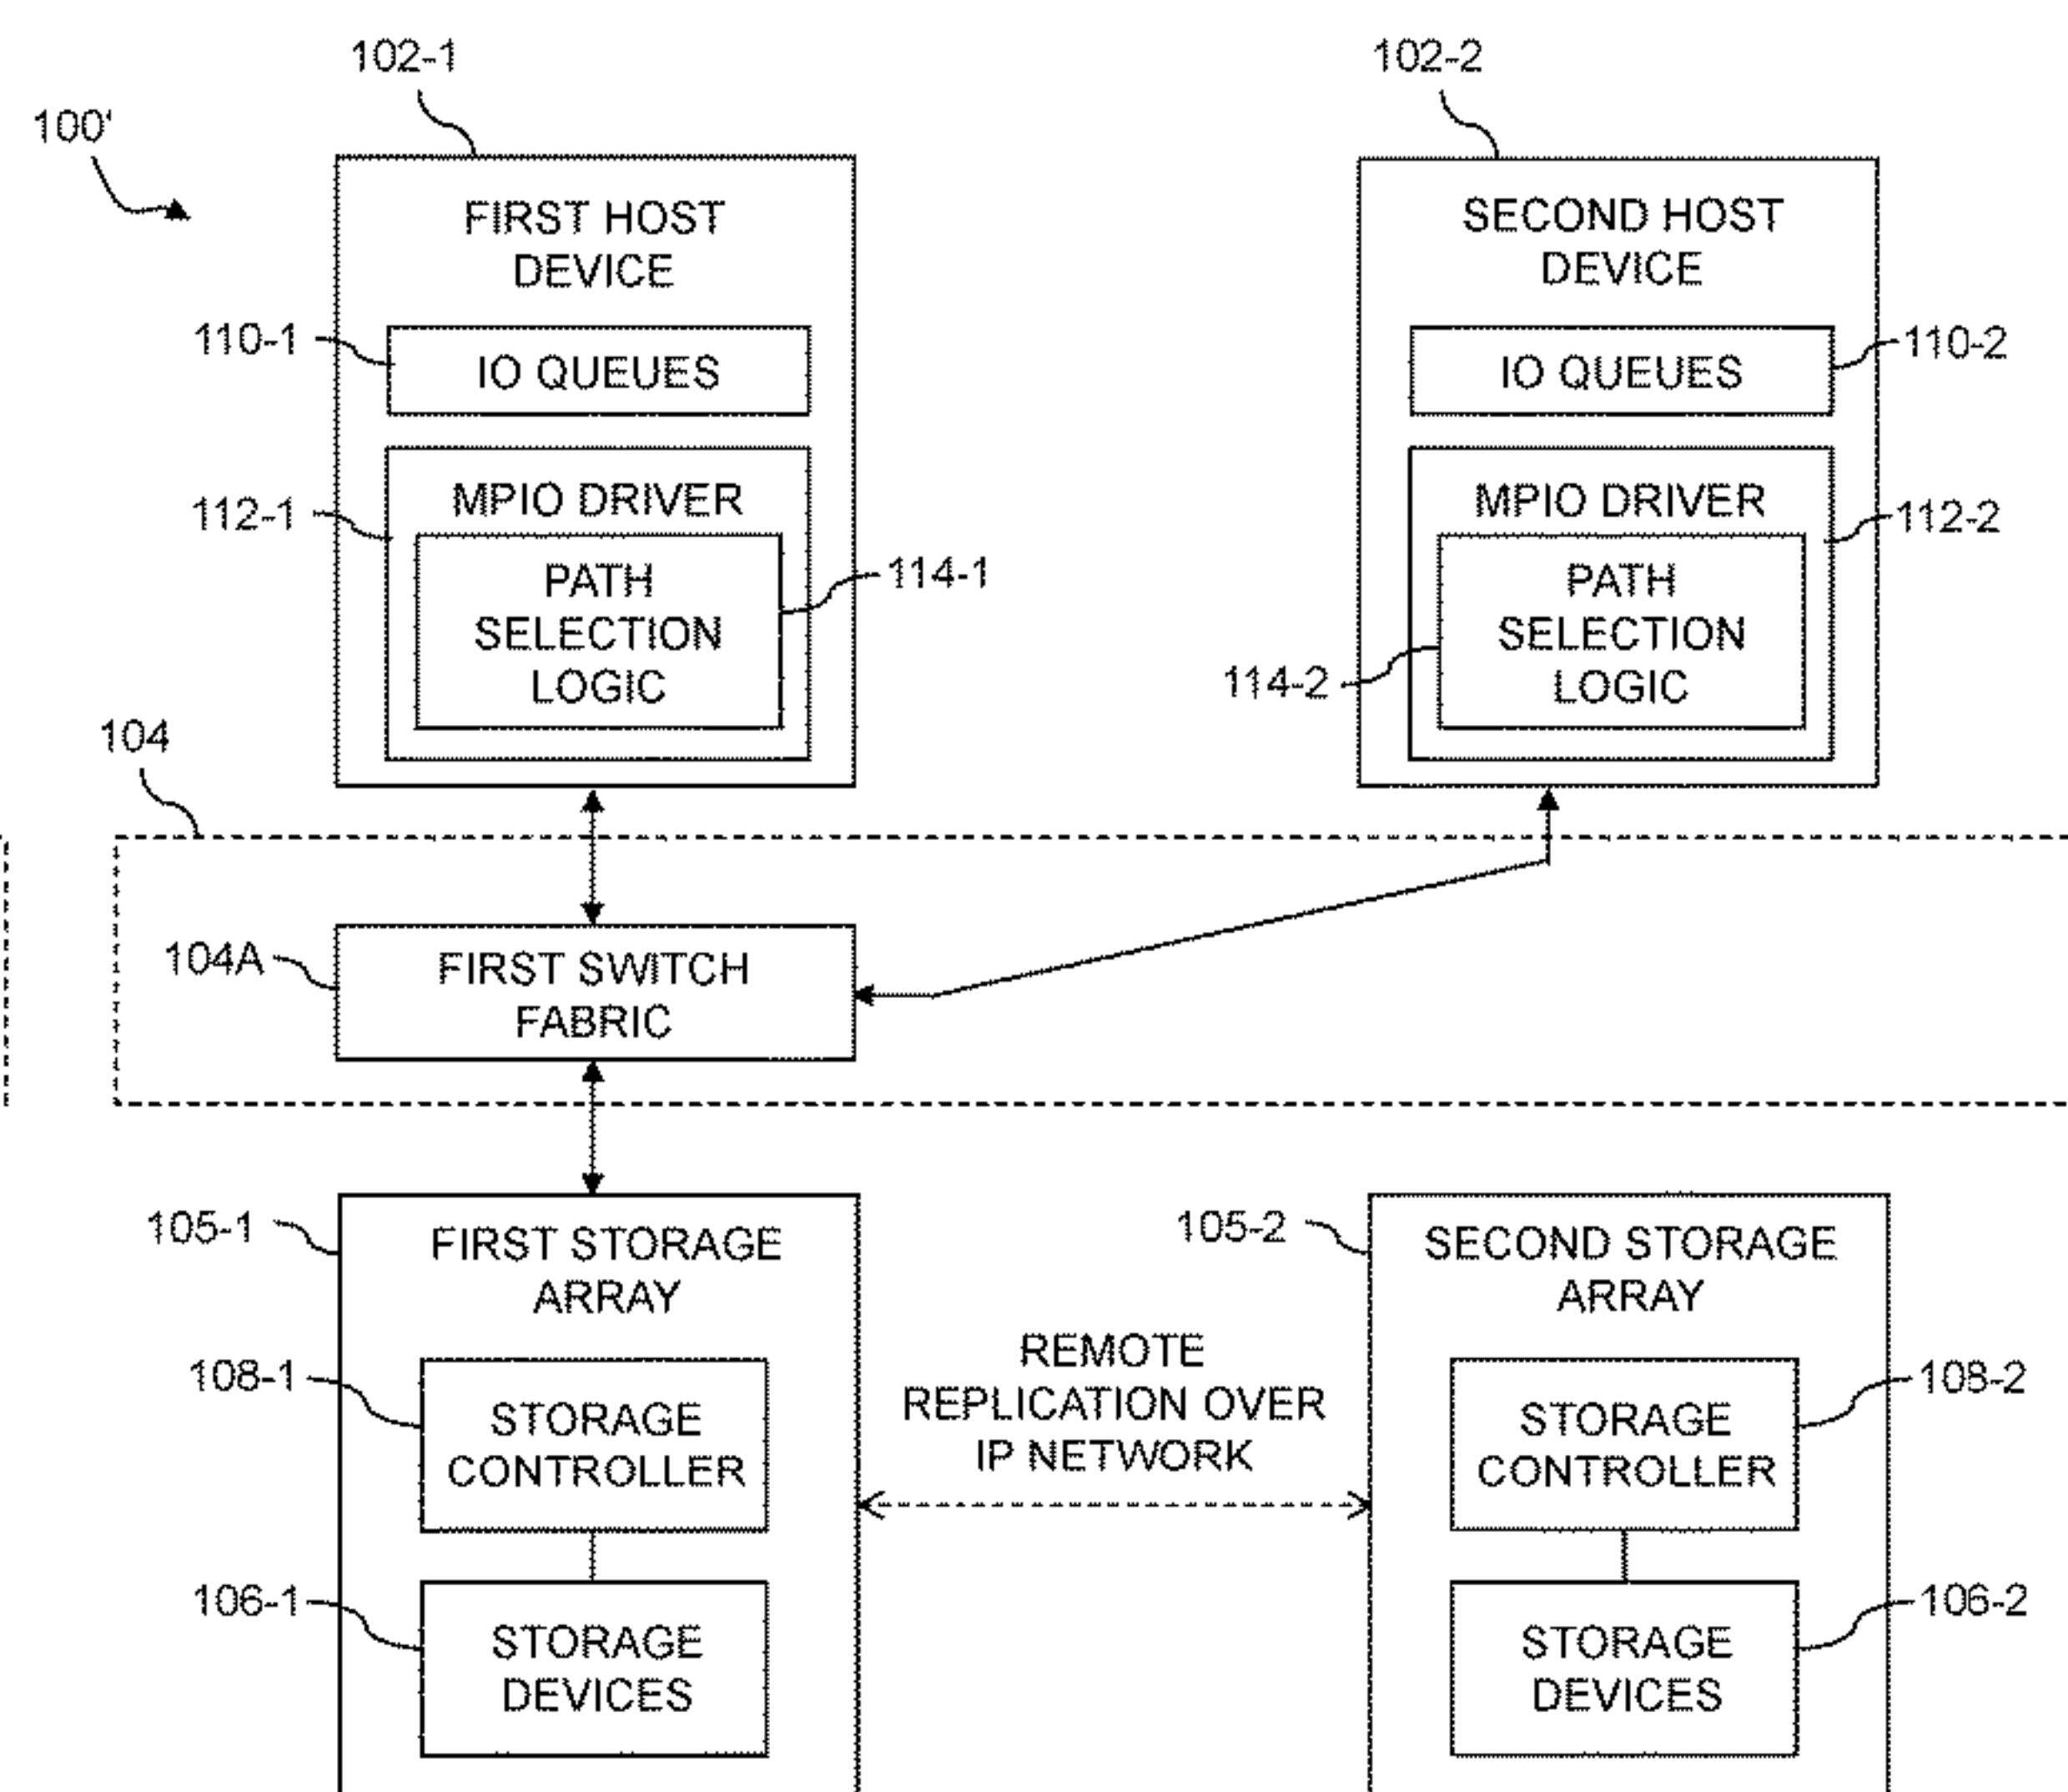 102-1
102-2
100'
FIRST HOST
DEVICE
SECOND HOST
DEVICE
110-1
IO QUEUES
IO QUEUES
110-2
112-1
MPIO DRIVER
MPIO DRIVER
112-2
PATH
SELECTION
LOGIC
114-1
PATH
SELECTION
LOGIC
114-2
104
104A
FIRST SWITCH
FABRIC
105-1
FIRST STORAGE
ARRAY
105-2
SECOND STORAGE
ARRAY
REMOTE
REPLICATION OVER
IP NETWORK
108-1
STORAGE
CONTROLLER
STORAGE
CONTROLLER
108-2
106-1
STORAGE
DEVICES
STORAGE
DEVICES
106-2